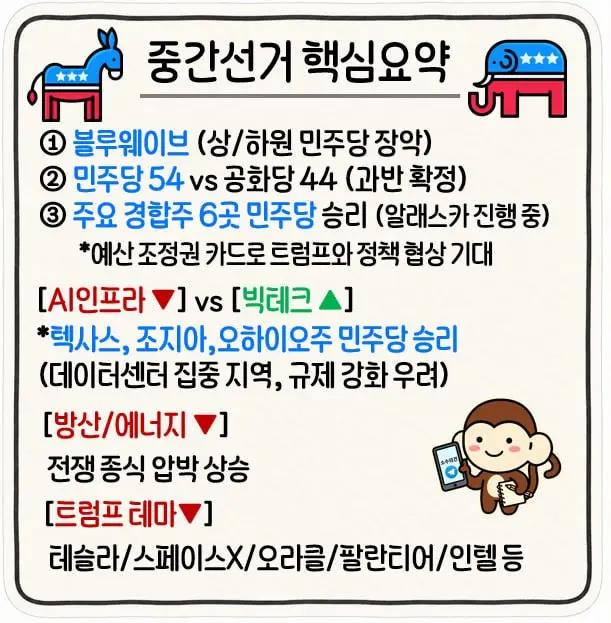 중간선거 핵심요약
① 블루웨이브 (상/하원 민주당 장악)
② 민주당 54 vs 공화당 44 (과반 확정)
③ 주요 경합주 6곳 민주당 승리 (알래스카 진행 중)
*예산 조정권 카드로 트럼프와 정책 협상 기대
[AI인프라 ▼] vs [빅테크 ▲]
*텍사스, 조지아,오하이오주 민주당 승리
(데이터센터 집중 지역, 규제 강화 우려)
[방산/에너지 ▼]
전쟁 종식 압박 상승
[트럼프 테마▼]
테슬라/스페이스X/오라클/팔란티어/인텔 등